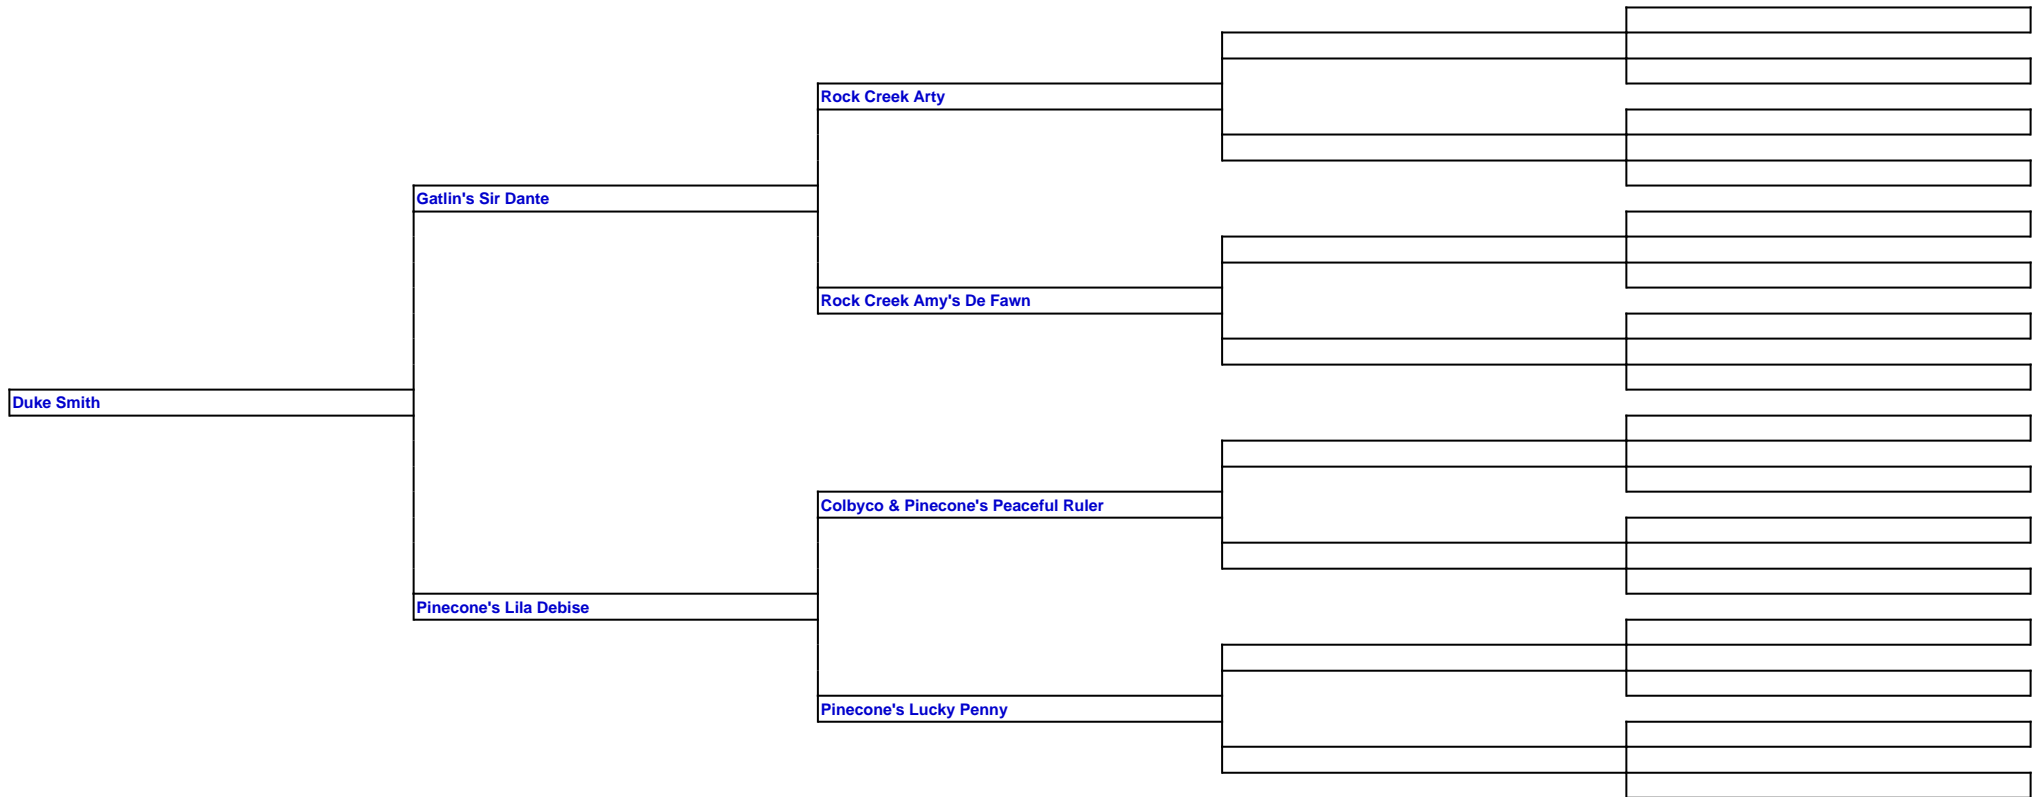 Rock Creek Arty
Gatlin's Sir Dante
Rock Creek Amy's De Fawn
Duke Smith
Colbyco & Pinecone's Peaceful Ruler
Pinecone's Lila Debise
Pinecone's Lucky Penny